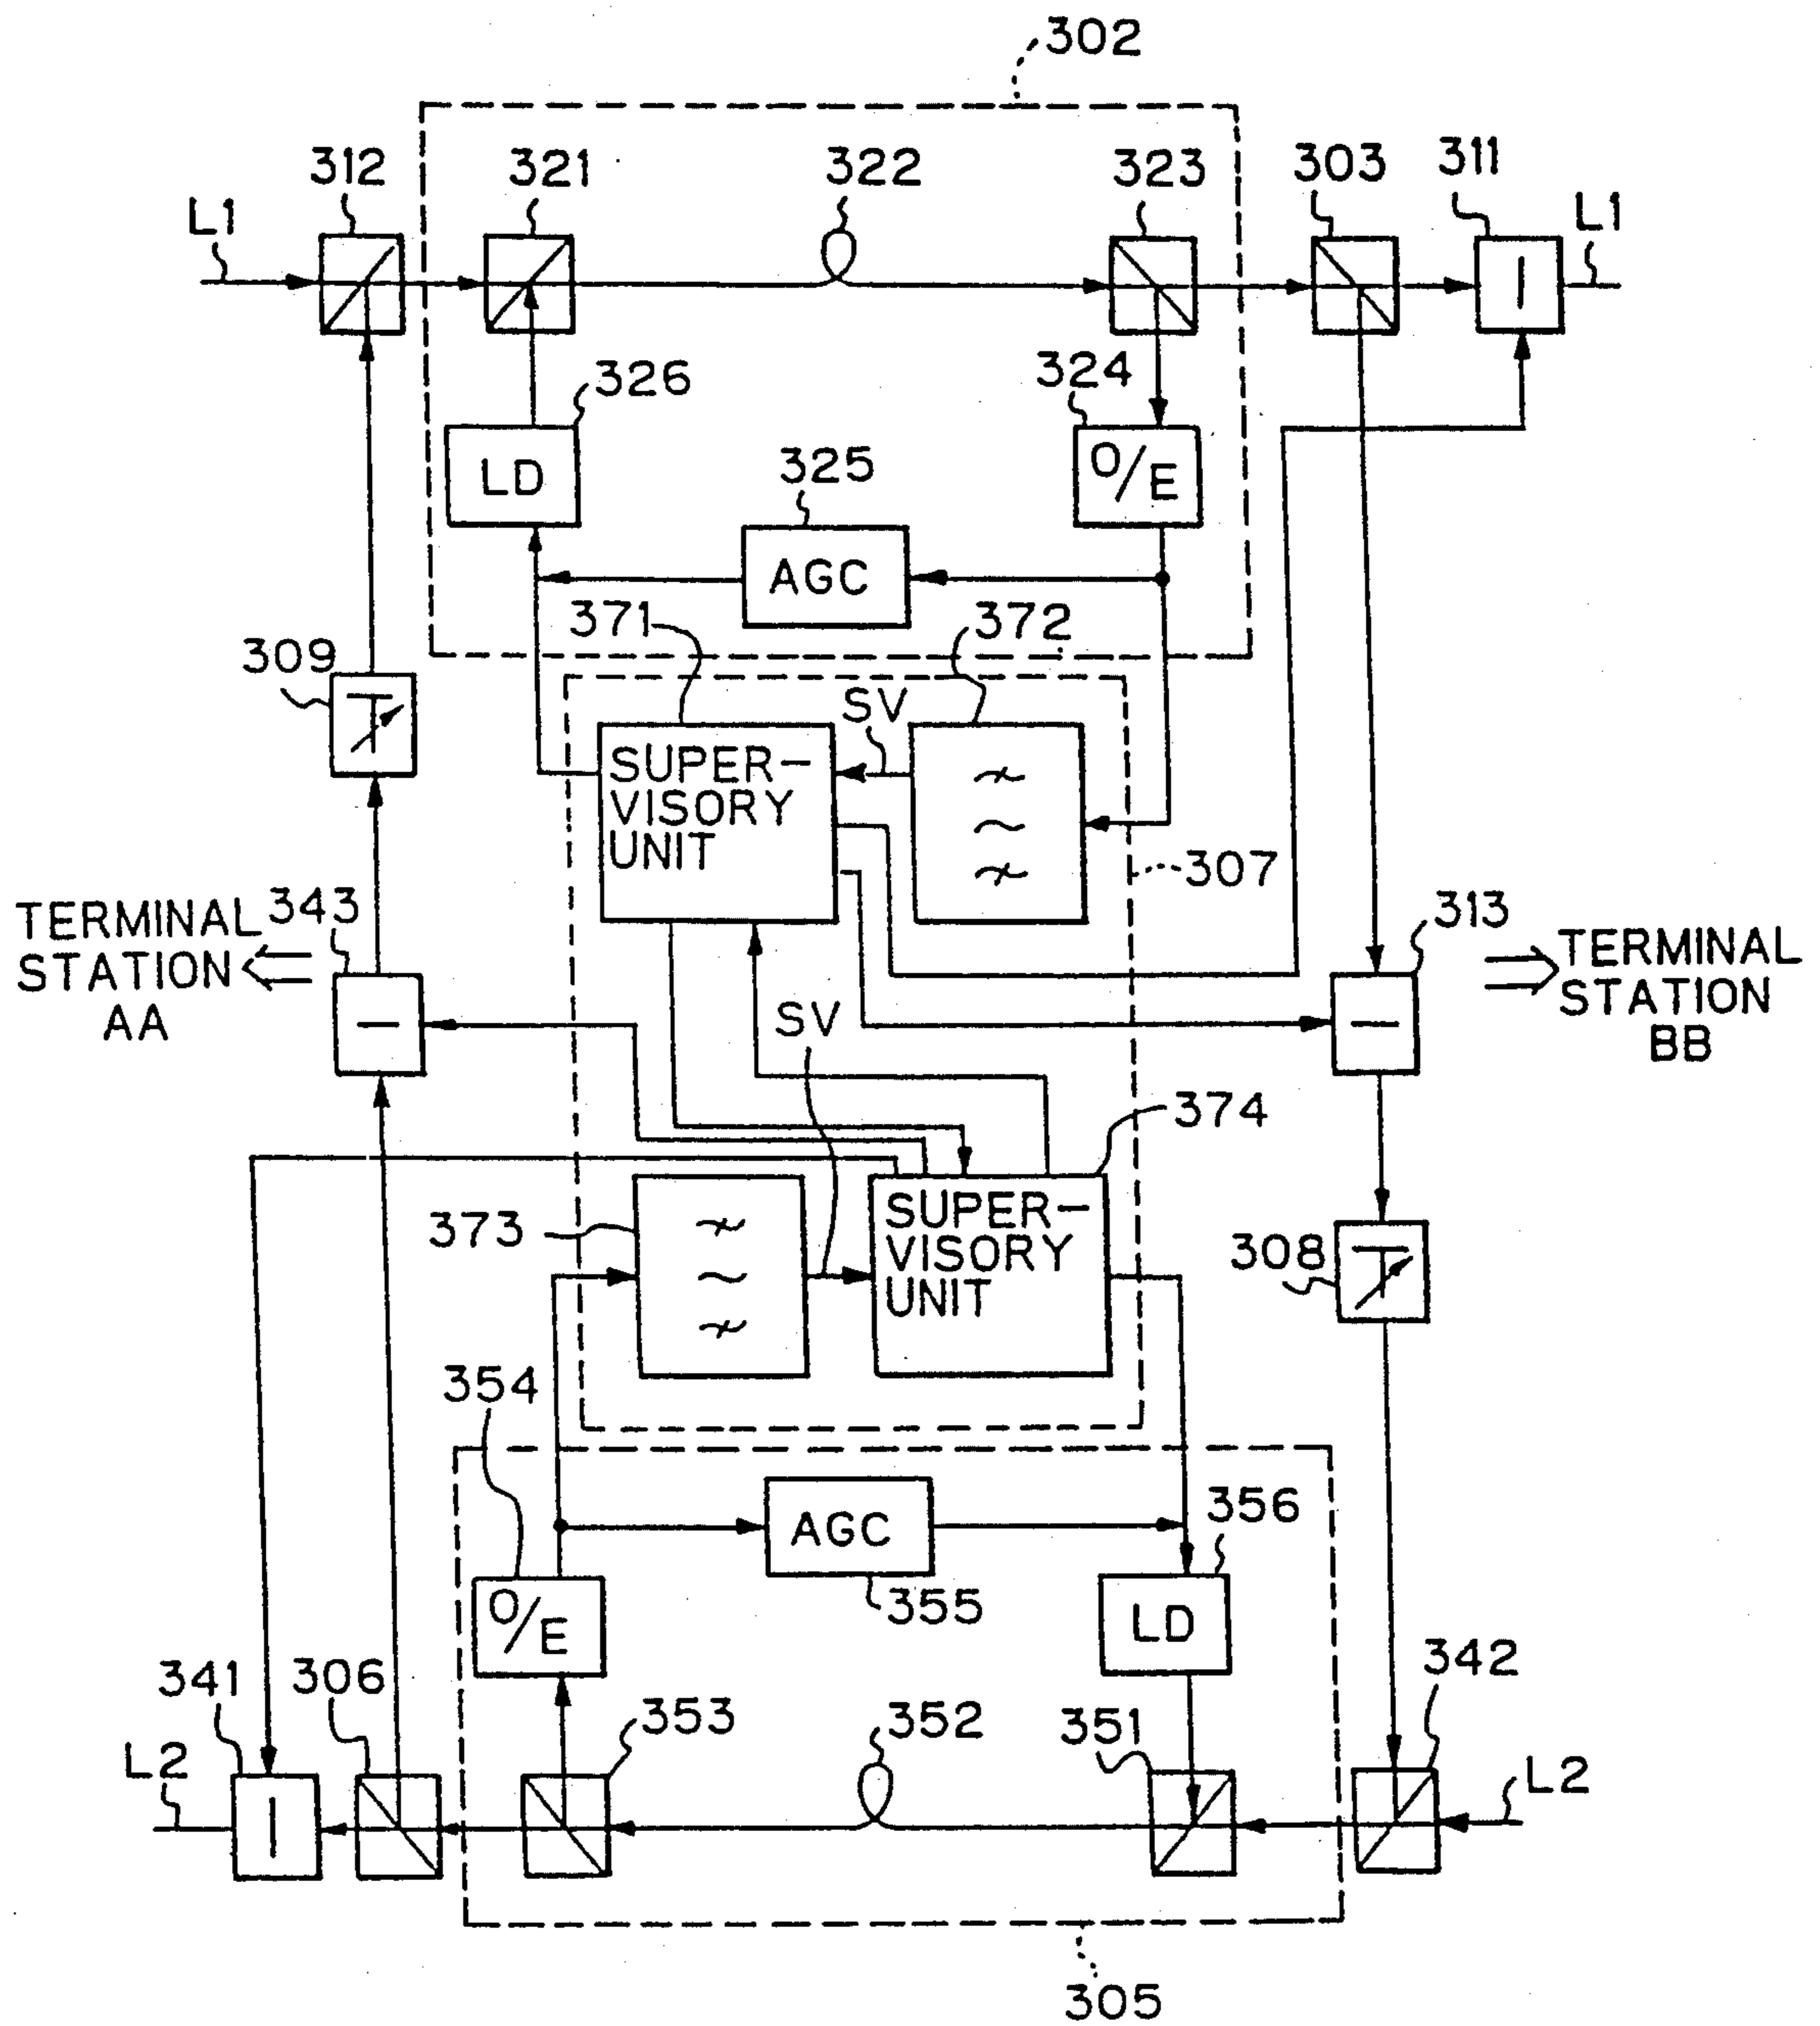 302
312
321
322
323
303
311
L1
L1
326
324
LD
325
O/E
AGC
371
372
309
SV
SUPER-
VISORY
UNIT
307
343
313
TERMINAL
STATION
AA
TERMINAL
STATION
BB
SV
374
373
SUPER-
VISORY
UNIT
308
354
AGC
356
O/E
355
LD
341
306
353
352
351
342
L2
L2
305